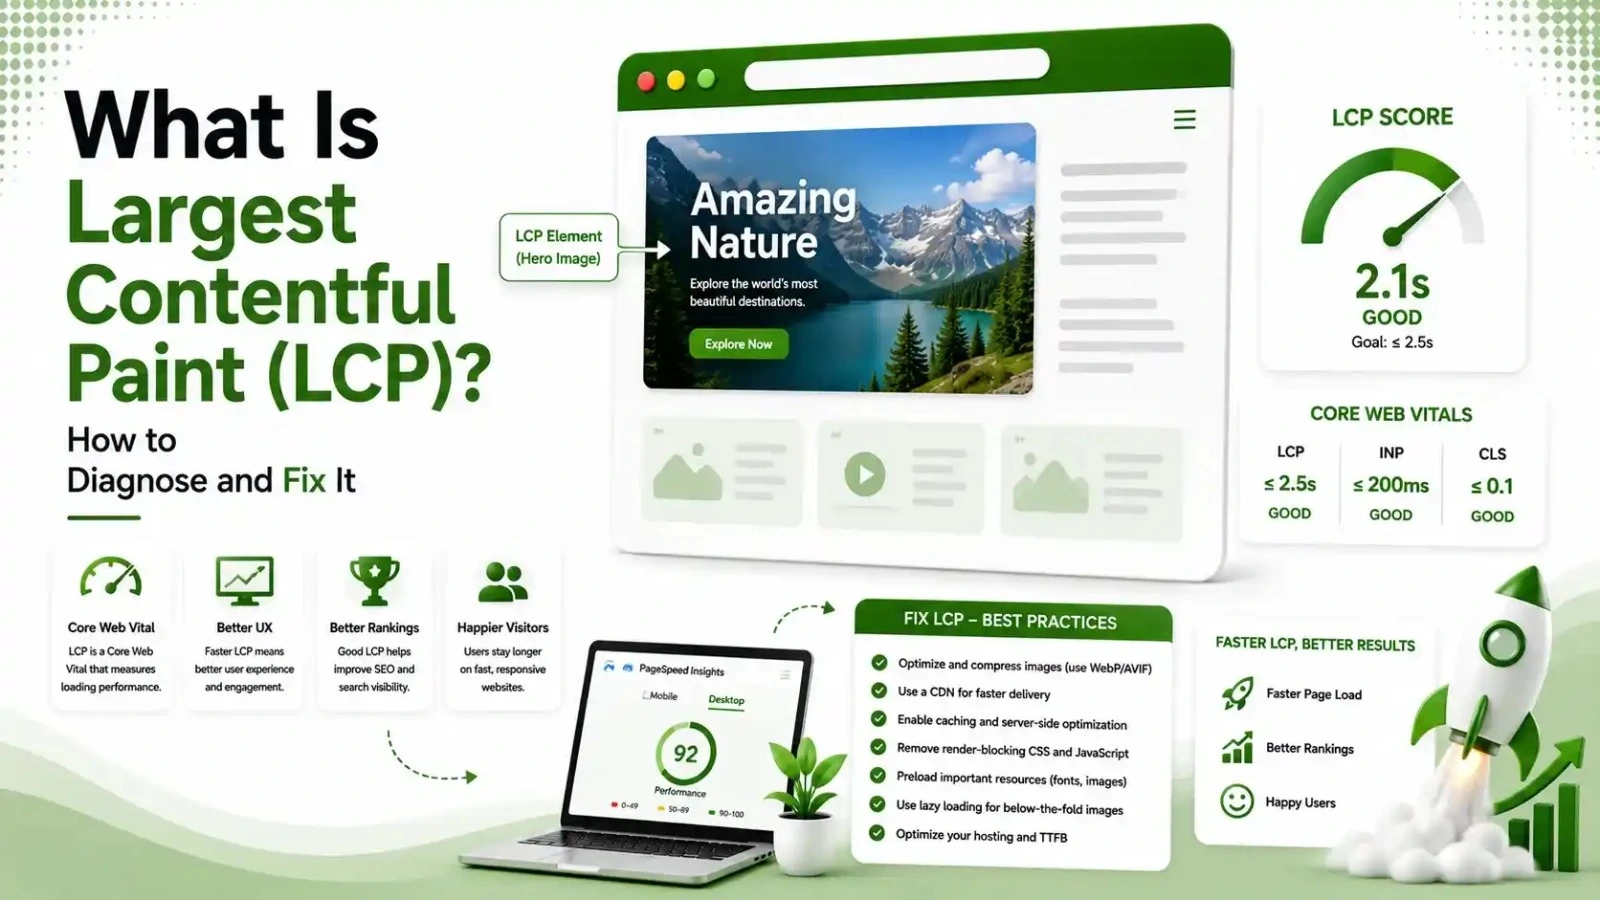 What Is
Largest
Contentful
Paint (LCP)?
How to
Diagnose and Fix It
Core Web Vital
LCP is a Core Web
Vital that measures
loading performance.
Better UX
Faster LCP means
better user experience
and engagement.
Better Rankings
Good LCP helps
improve SEO and
search visibility.
Happier Visitors
Users stay longer
on fast, responsive
websites.
LCP Element
(Hero Image)
Amazing
Nature
Explore the world's most
beautiful destinations.
Explore Now
LCP SCORE
2.1s
GOOD
Goal: ≤ 2.5s
CORE WEB VITALS
LCP
≤ 2.5s
GOOD
INP
≤ 200ms
GOOD
CLS
≤ 0.1
GOOD
PageSpeed Insights
Mobile
Desktop
92
Performance
0-49
50-89
90-100
FIX LCP – BEST PRACTICES
Optimize and compress images (use WebP/AVIF)
Use a CDN for faster delivery
Enable caching and server-side optimization
Remove render-blocking CSS and JavaScript
Preload important resources (fonts, images)
Use lazy loading for below-the-fold images
Optimize your hosting and TTFB
FASTER LCP, BETTER RESULTS
Faster Page Load
Better Rankings
Happy Users